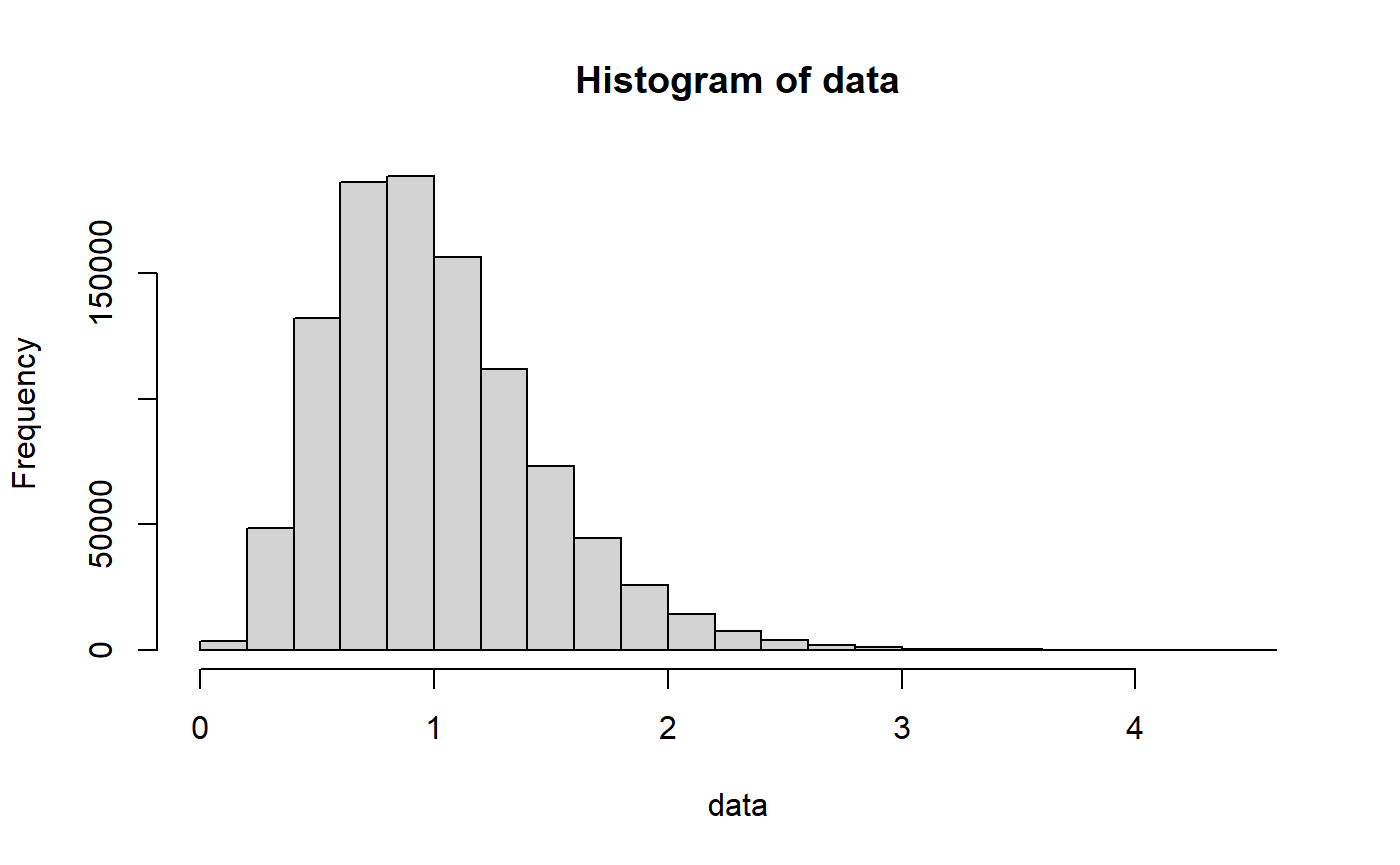 Histogram of data
Frequency
150000
50000
0
0 1 2 3 4
data